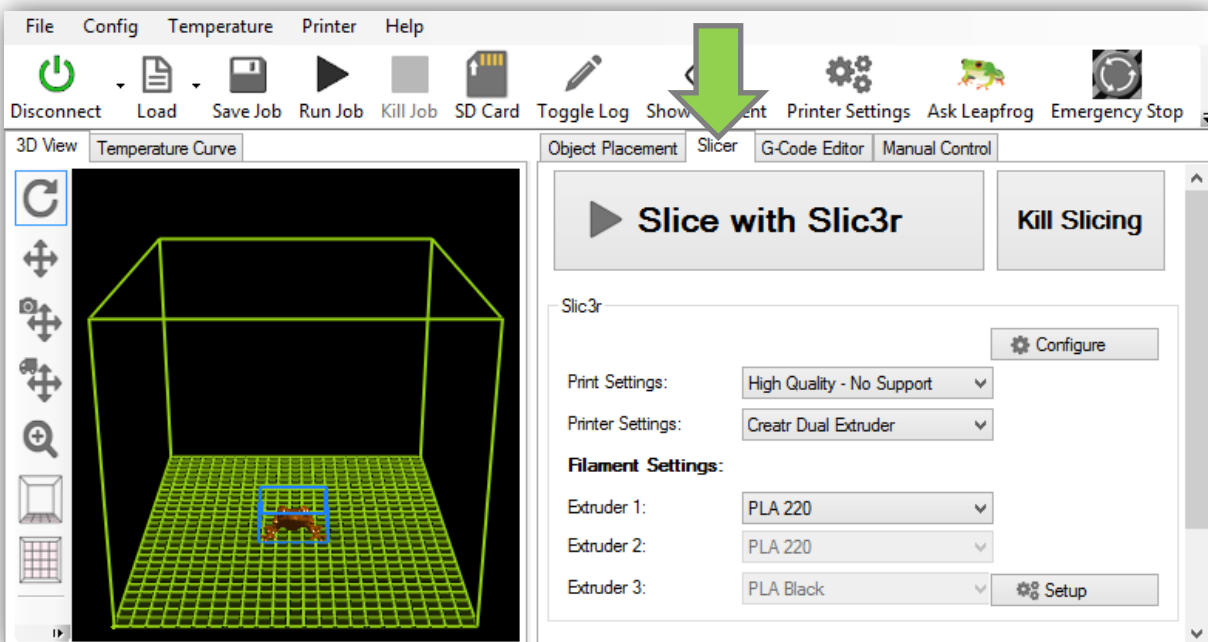 File Config Temperature Printer Help
Disconnect Load Save Job Run Job Kill Job SD Card Toggle Log Show Printer Settings Ask Leapfrog Emergency Stop
3D View Temperature Curve Object Placement Slicer G-Code Editor Manual Control
Slice with Slic3r Kill Slicing
Slic3r
Configure
Print Settings: High Quality - No Support
Printer Settings: Creatr Dual Extruder
Filament Settings:
Extruder 1: PLA 220
Extruder 2: PLA 220
Extruder 3: PLA Black Setup